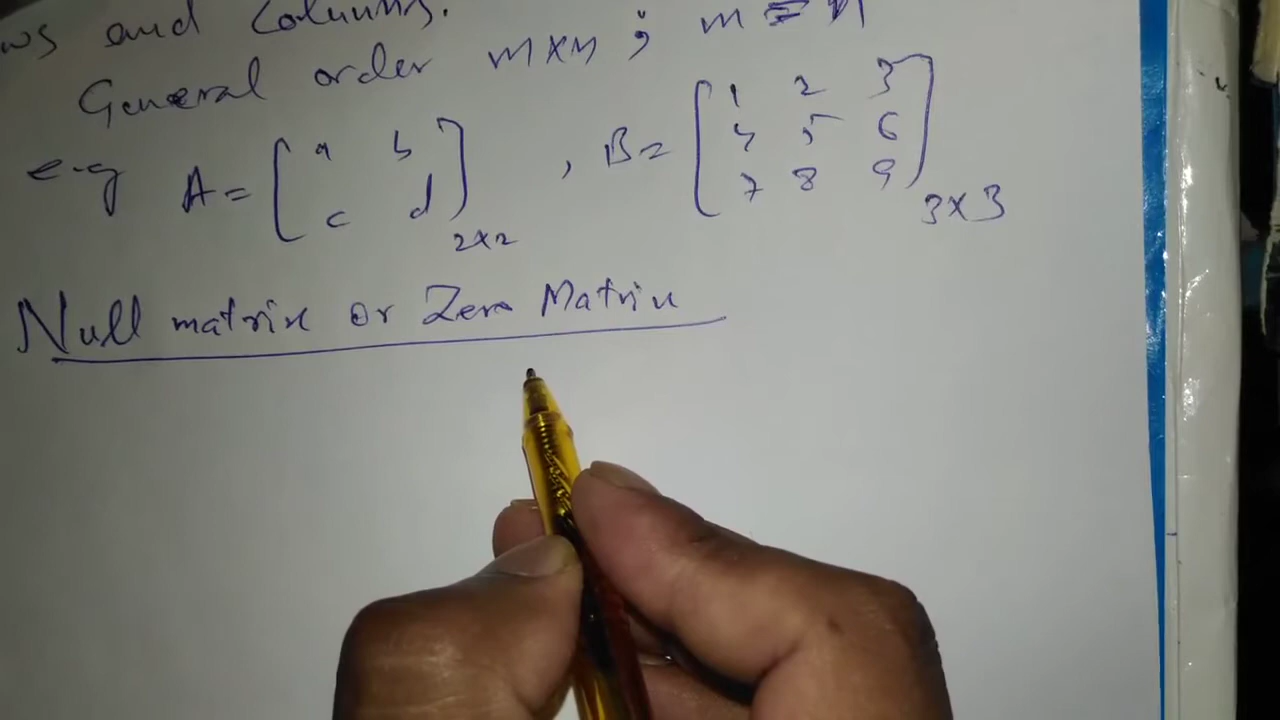 ws and Columns.
General order m×n ; m = n
e.g A = [ a b , B = [ 1 2 3
c d ] 2×2 4 5 6
7 8 9 ] 3×3
Null matrix or Zero Matrix